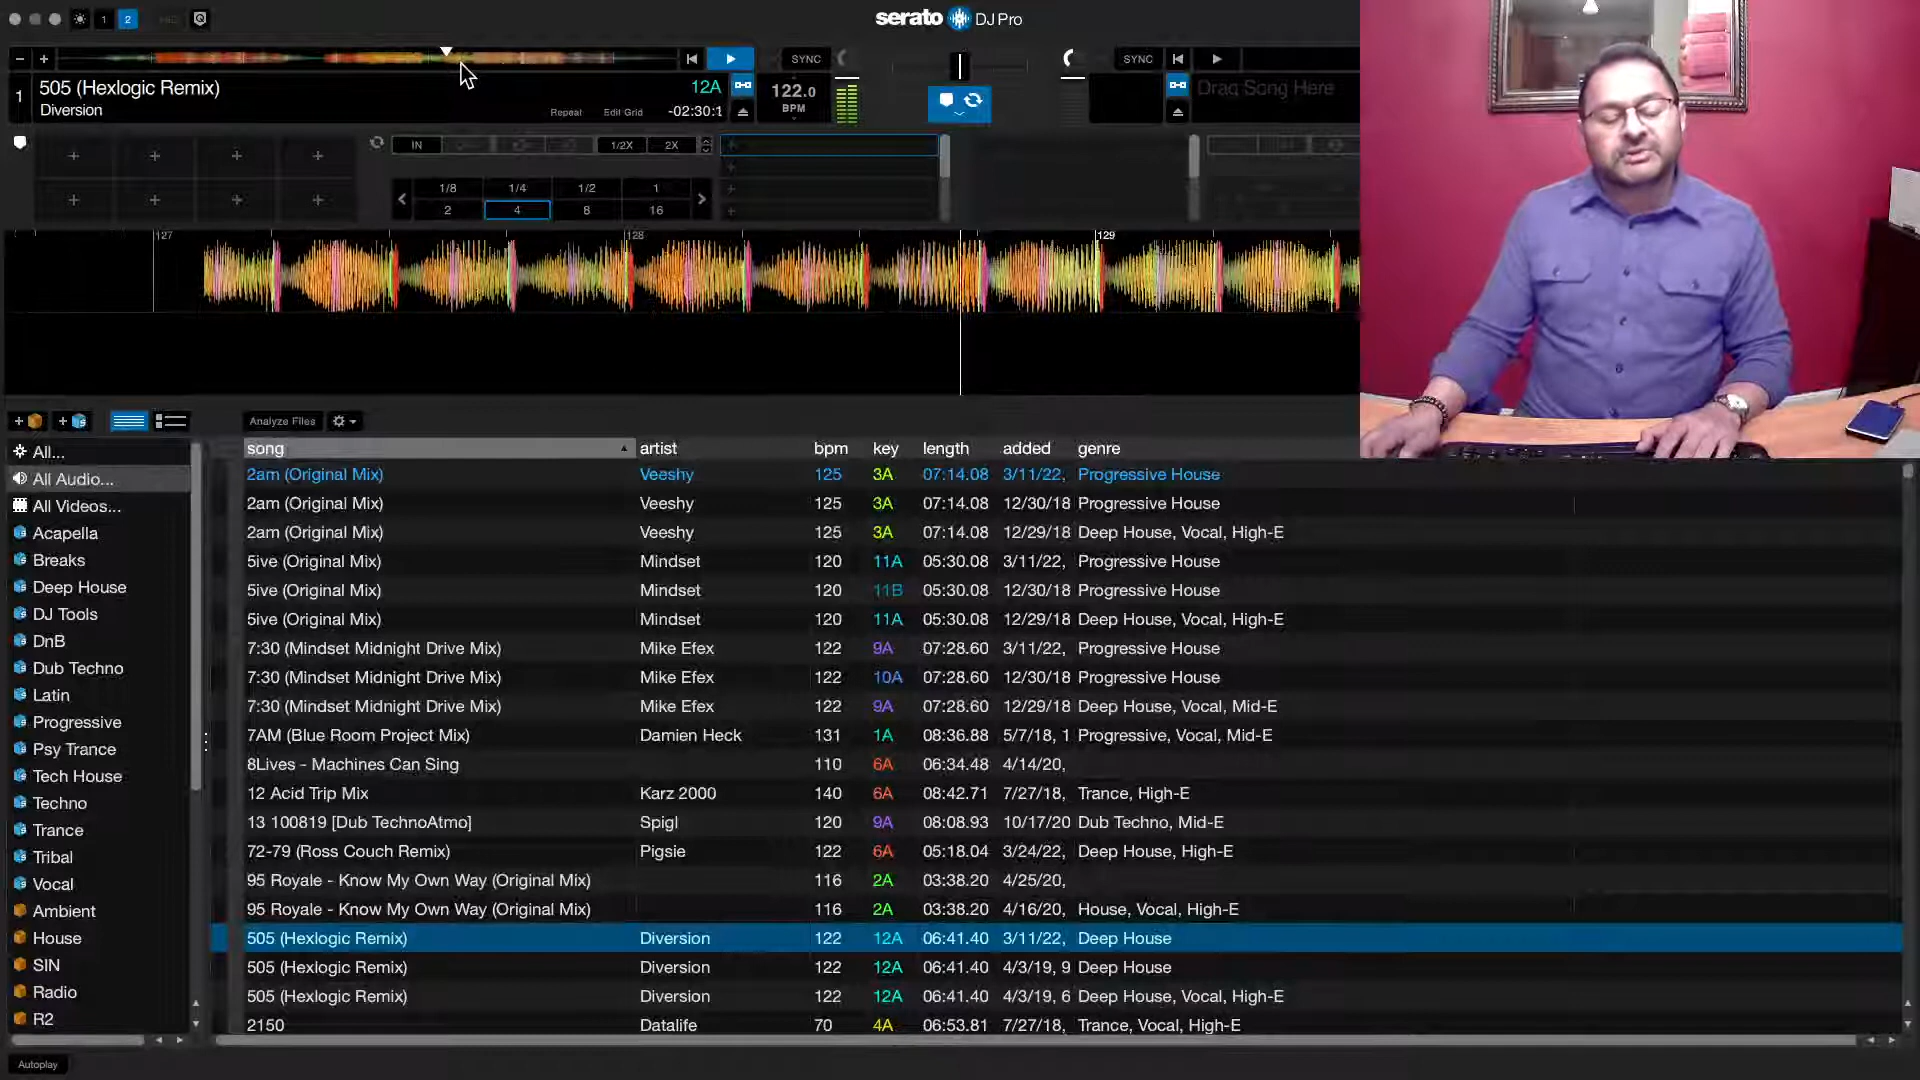 1 2
serato DJ Pro
505 (Hexlogic Remix)
Diversion
1
12A
Repeat Edit Grid -02:30:1
SYNC
122.0
BPM
SYNC
Drag Song Here
IN 1/2X 2X
1/8 1/4 1/2 1
2 4 8 16
127 128 129
Analyze Files
song artist bpm key length added genre
2am (Original Mix) Veeshy 125 3A 07:14.08 3/11/22, Progressive House
2am (Original Mix) Veeshy 125 3A 07:14.08 12/30/18 Progressive House
2am (Original Mix) Veeshy 125 3A 07:14.08 12/29/18 Deep House, Vocal, High-E
5ive (Original Mix) Mindset 120 11A 05:30.08 3/11/22, Progressive House
5ive (Original Mix) Mindset 120 11B 05:30.08 12/30/18 Progressive House
5ive (Original Mix) Mindset 120 11A 05:30.08 12/29/18 Deep House, Vocal, High-E
7:30 (Mindset Midnight Drive Mix) Mike Efex 122 9A 07:28.60 3/11/22, Progressive House
7:30 (Mindset Midnight Drive Mix) Mike Efex 122 10A 07:28.60 12/30/18 Progressive House
7:30 (Mindset Midnight Drive Mix) Mike Efex 122 9A 07:28.60 12/29/18 Deep House, Vocal, Mid-E
7AM (Blue Room Project Mix) Damien Heck 131 1A 08:36.88 5/7/18, 1 Progressive, Vocal, Mid-E
8Lives - Machines Can Sing 110 6A 06:34.48 4/14/20,
12 Acid Trip Mix Karz 2000 140 6A 08:42.71 7/27/18, Trance, High-E
13 100819 [Dub TechnoAtmo] Spigl 120 9A 08:08.93 10/17/20 Dub Techno, Mid-E
72-79 (Ross Couch Remix) Pigsie 122 6A 05:18.04 3/24/22, Deep House, High-E
95 Royale - Know My Own Way (Original Mix) 116 2A 03:38.20 4/25/20,
95 Royale - Know My Own Way (Original Mix) 116 2A 03:38.20 4/16/20, House, Vocal, High-E
505 (Hexlogic Remix) Diversion 122 12A 06:41.40 3/11/22, Deep House
505 (Hexlogic Remix) Diversion 122 12A 06:41.40 4/3/19, 9 Deep House
505 (Hexlogic Remix) Diversion 122 12A 06:41.40 4/3/19, 6 Deep House, Vocal, High-E
2150 Datalife 70 4A 06:53.81 7/27/18, Trance, Vocal, High-E
All...
All Audio...
All Videos...
Acapella
Breaks
Deep House
DJ Tools
DnB
Dub Techno
Latin
Progressive
Psy Trance
Tech House
Techno
Trance
Tribal
Vocal
Ambient
House
SIN
Radio
R2
Autoplay